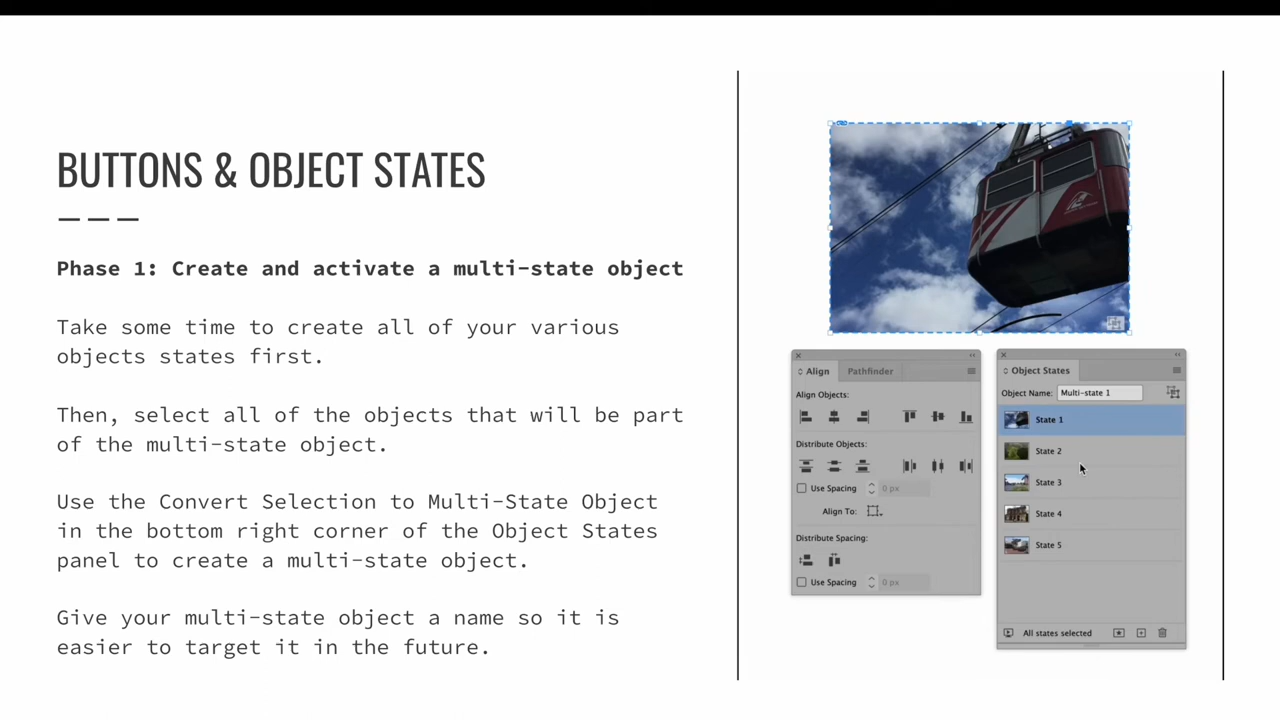 BUTTONS & OBJECT STATES
Phase 1: Create and activate a multi-state object
Take some time to create all of your various
objects states first.
Then, select all of the objects that will be part
of the multi-state object.
Use the Convert Selection to Multi-State Object
in the bottom right corner of the Object States
panel to create a multi-state object.
Give your multi-state object a name so it is
easier to target it in the future.
Align
Pathfinder
Align Objects:
Distribute Objects:
Use Spacing
0 px
Align To:
Distribute Spacing:
Use Spacing
0 px
Object States
Object Name: Multi-state 1
State 1
State 2
State 3
State 4
State 5
All states selected